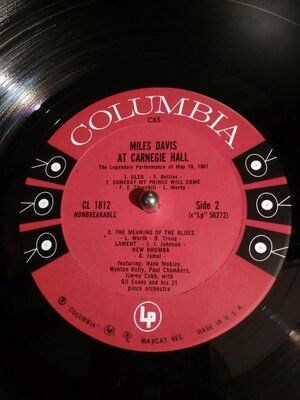 COLUMBIA
CBS
MILES DAVIS
AT CARNEGIE HALL
The Legendary Performance of May 19, 1961
1. OLEO - S. Rollins -
2. SOMEDAY MY PRINCE WILL COME
- F. E. Churchill - L. Morey -
CL 1812
NONBREAKABLE
Side 2
(x"Lp" 56272)
3. THE MEANING OF THE BLUES
- L. Worth - B. Troup -
LAMENT - J. J. Johnson -
NEW RHUMBA
- A. Jamal -
featuring: Hank Mobley,
Wynton Kelly, Paul Chambers,
Jimmy Cobb, with
Gil Evans and his 21
piece orchestra
® "COLUMBIA",
Lp
MARCAS REG.
MADE IN U.S.A.